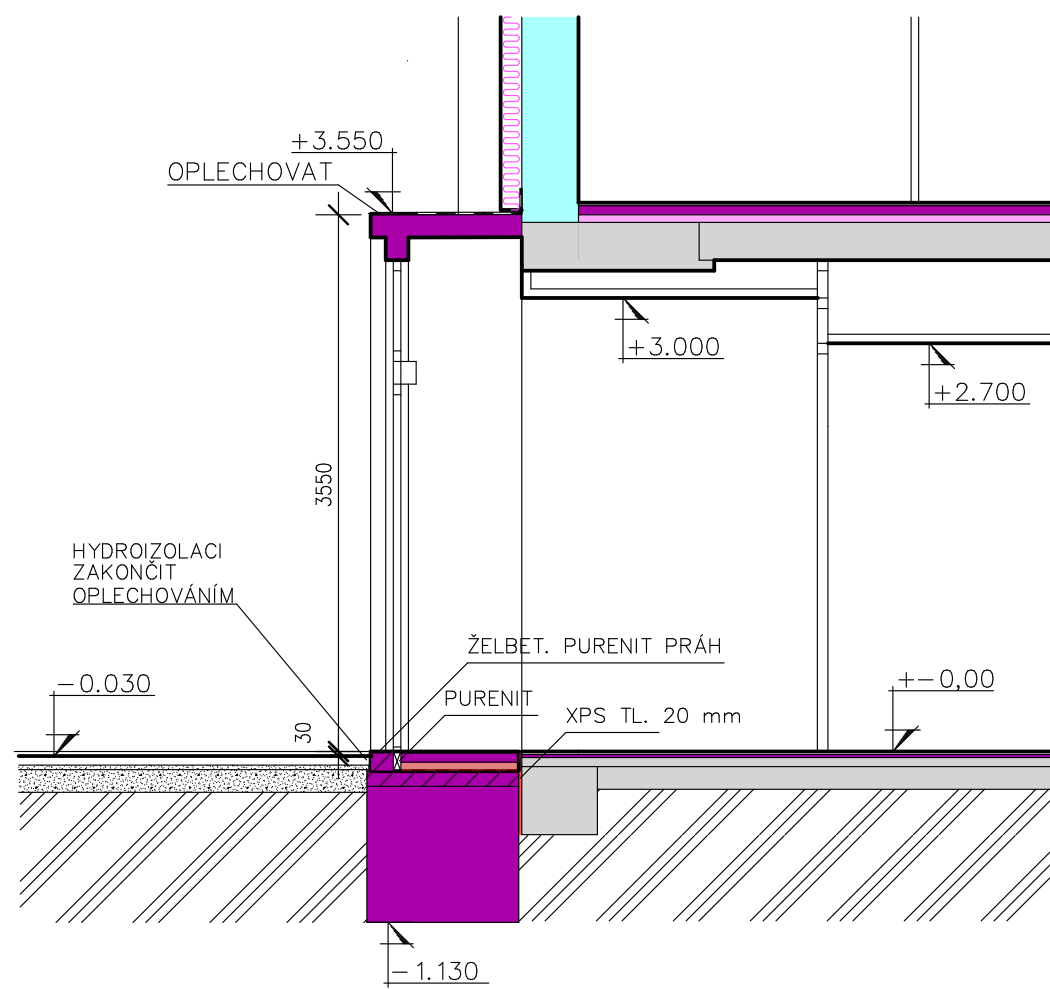 +3.550
OPLECHOVAT
+3.000
+2.700
3550
HYDROIZOLACI
ZAKONČIT
OPLECHOVÁNÍM
ŽELBET. PURENIT PRÁH
-0.030
+-0,00
PURENIT
XPS TL. 20 mm
30
-1.130